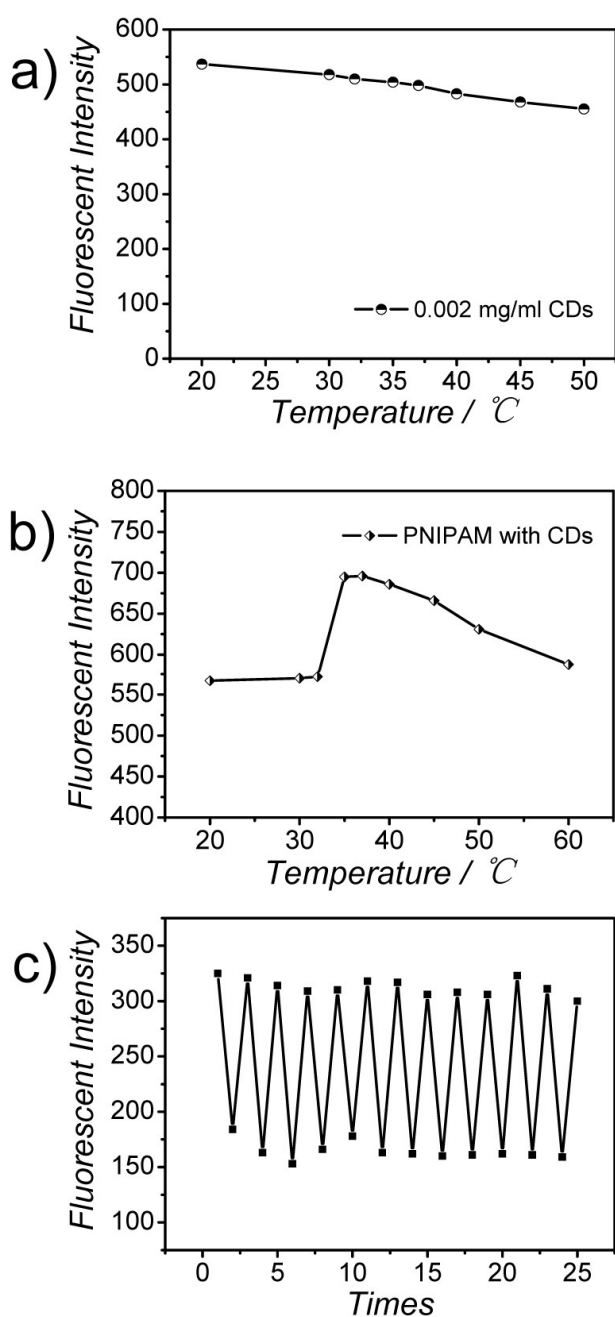 a)
Fluorescent Intensity
600
500
400
300
200
100
0
0.002 mg/ml CDs
20 25 30 35 40 45 50
Temperature / ℃
b)
Fluorescent Intensity
800
750
700
650
600
550
500
450
400
PNIPAM with CDs
20 30 40 50 60
Temperature / ℃
c)
Fluorescent Intensity
350
300
250
200
150
100
0 5 10 15 20 25
Times